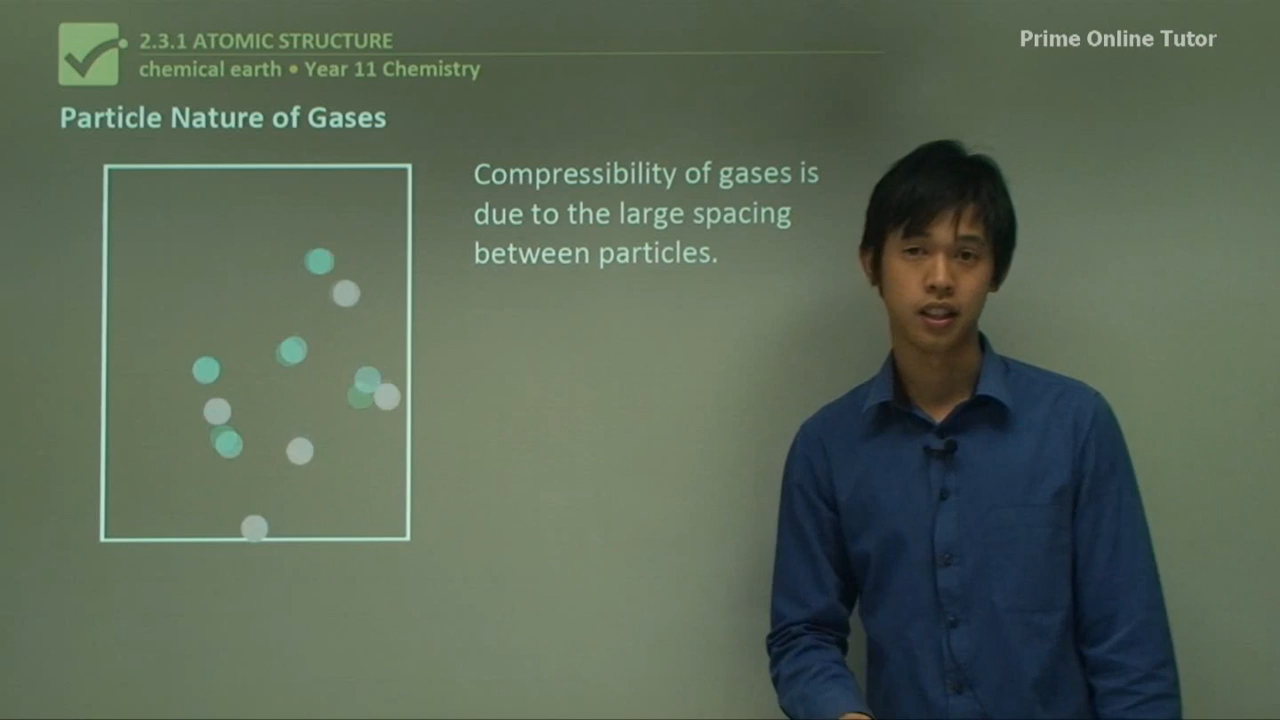 2.3.1 ATOMIC STRUCTURE
chemical earth • Year 11 Chemistry
Prime Online Tutor
Particle Nature of Gases
Compressibility of gases is
due to the large spacing
between particles.